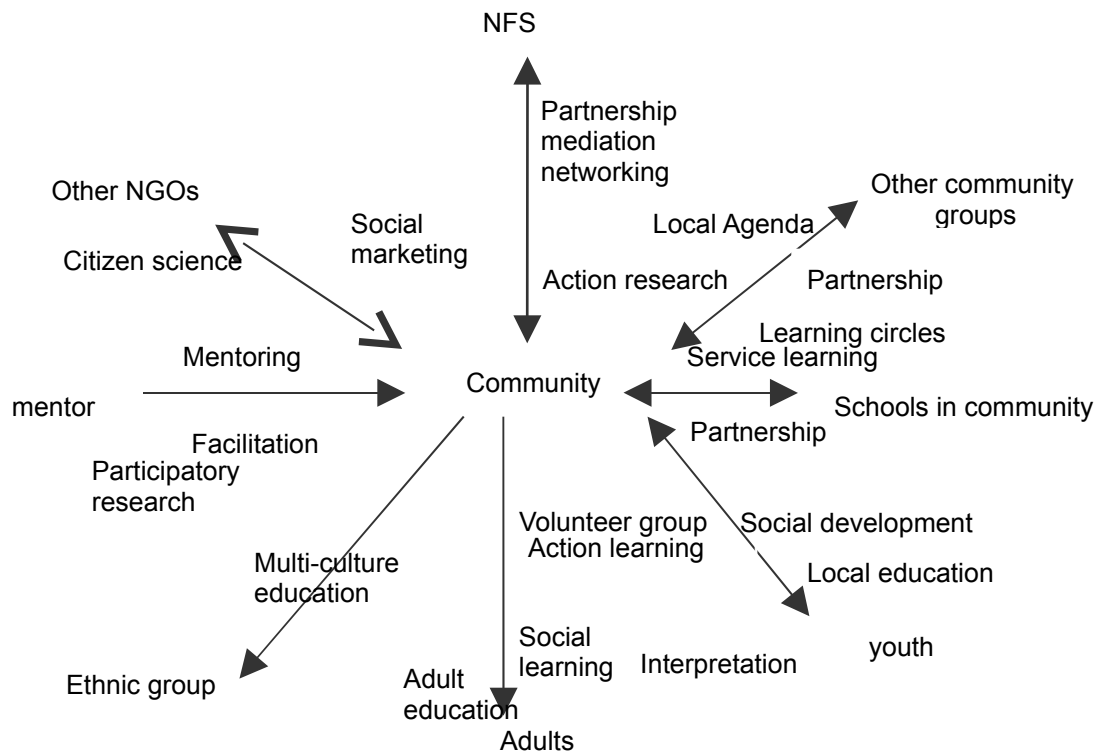 NFS
Partnership
mediation
networking
Other NGOs
Other community
groups
Social
marketing
Local Agenda
Citizen science
Action research
Partnership
Learning circles
Mentoring
Service learning
Community
mentor
Schools in community
Partnership
Facilitation
Participatory
research
Volunteer group
Action learning
Social development
Multi-culture
education
Local education
Social
learning
Interpretation
youth
Ethnic group
Adult
education
Adults